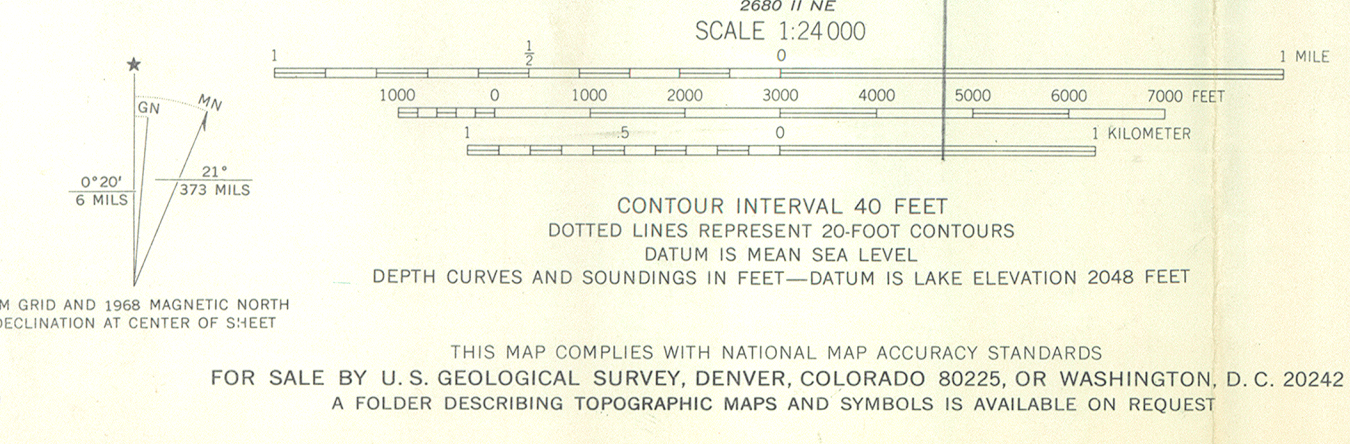 2680 II NE
SCALE 1:24 000
1 1/2 0 1 MILE
1000 0 1000 2000 3000 4000 5000 6000 7000 FEET
1 .5 0 1 KILOMETER
★
GN MN
0°20' 21°
6 MILS 373 MILS
CONTOUR INTERVAL 40 FEET
DOTTED LINES REPRESENT 20-FOOT CONTOURS
DATUM IS MEAN SEA LEVEL
DEPTH CURVES AND SOUNDINGS IN FEET—DATUM IS LAKE ELEVATION 2048 FEET
M GRID AND 1968 MAGNETIC NORTH
DECLINATION AT CENTER OF SHEET
THIS MAP COMPLIES WITH NATIONAL MAP ACCURACY STANDARDS
FOR SALE BY U. S. GEOLOGICAL SURVEY, DENVER, COLORADO 80225, OR WASHINGTON, D. C. 20242
A FOLDER DESCRIBING TOPOGRAPHIC MAPS AND SYMBOLS IS AVAILABLE ON REQUEST